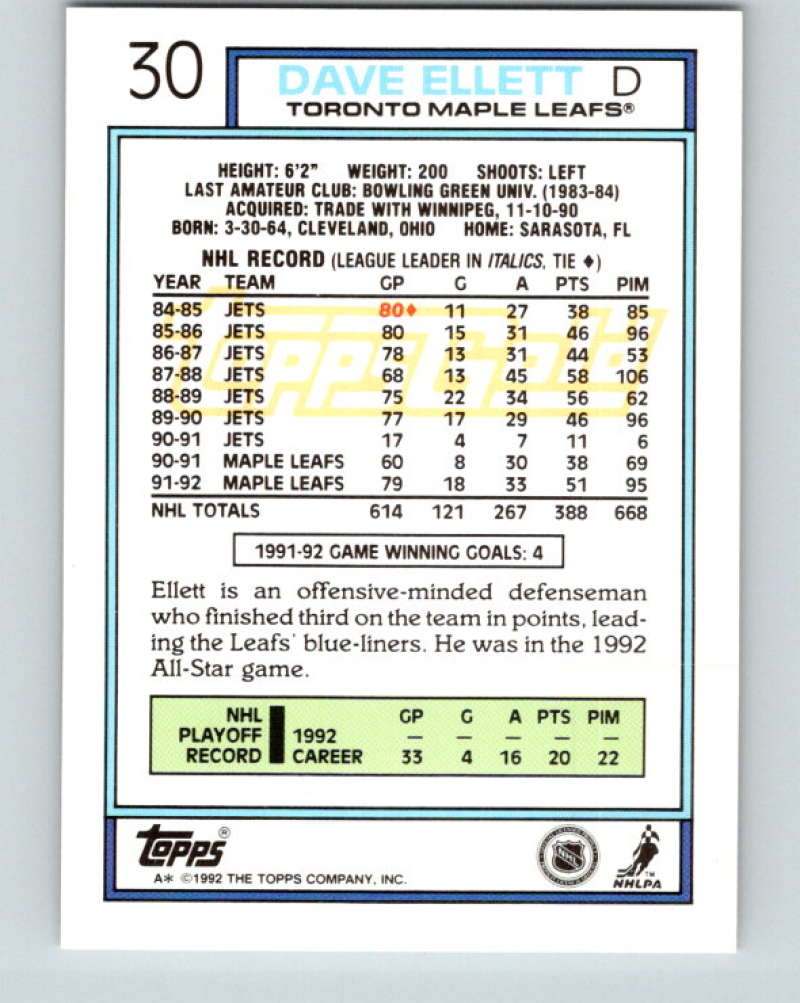 30
DAVE ELLETT D
TORONTO MAPLE LEAFS®
HEIGHT: 6'2" WEIGHT: 200 SHOOTS: LEFT
LAST AMATEUR CLUB: BOWLING GREEN UNIV. (1983-84)
ACQUIRED: TRADE WITH WINNIPEG, 11-10-90
BORN: 3-30-64, CLEVELAND, OHIO HOME: SARASOTA, FL
NHL RECORD (LEAGUE LEADER IN ITALICS, TIE ♦)
YEAR TEAM GP G A PTS PIM
84-85 JETS 80♦ 11 27 38 85
85-86 JETS 80 15 31 46 96
86-87 JETS 78 13 31 44 53
87-88 JETS 68 13 45 58 106
88-89 JETS 75 22 34 56 62
89-90 JETS 77 17 29 46 96
90-91 JETS 17 4 7 11 6
90-91 MAPLE LEAFS 60 8 30 38 69
91-92 MAPLE LEAFS 79 18 33 51 95
NHL TOTALS 614 121 267 388 668
ToppsGold
1991-92 GAME WINNING GOALS: 4
Ellett is an offensive-minded defenseman
who finished third on the team in points, lead-
ing the Leafs' blue-liners. He was in the 1992
All-Star game.
NHL GP G A PTS PIM
PLAYOFF 1992 — — — — —
RECORD CAREER 33 4 16 20 22
TOPPS®
A* ©1992 THE TOPPS COMPANY, INC.
NHL
NHLPA™